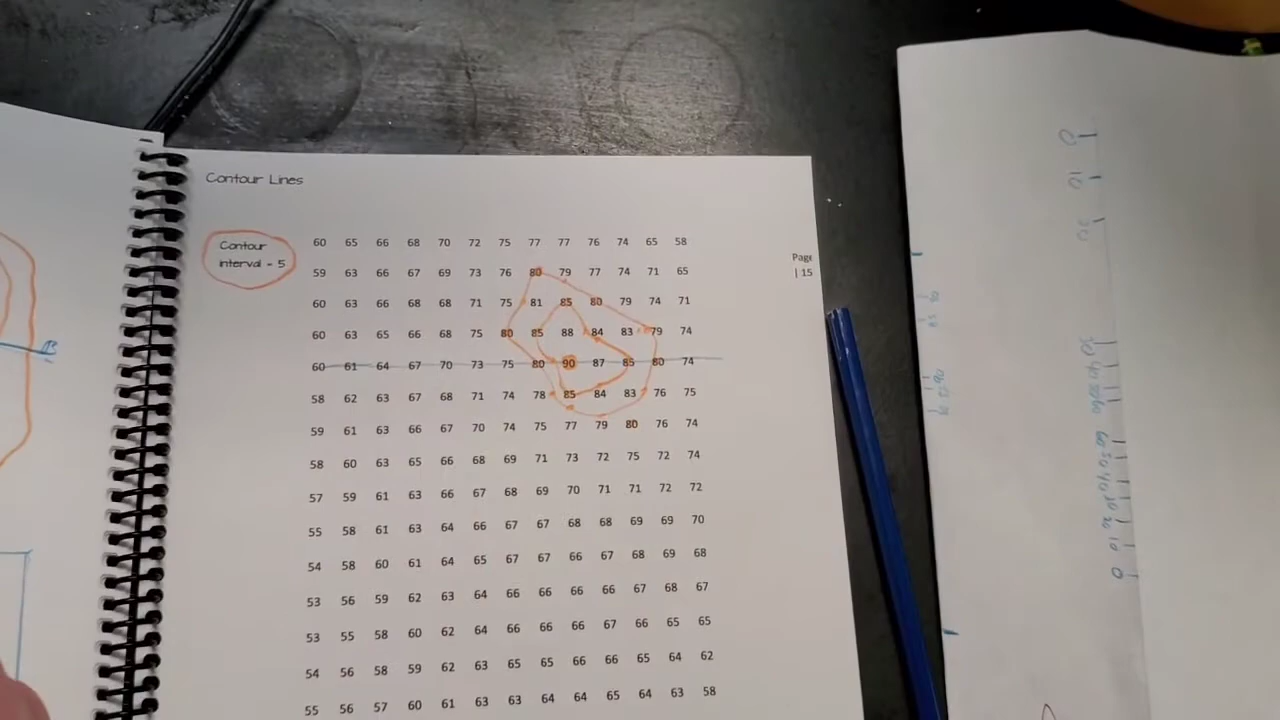 Contour Lines
Contour
interval = 5
60 65 66 68 70 72 75 77 77 76 74 65 58
59 63 66 67 69 73 76 80 79 77 74 71 65
Page
| 15
60 63 66 68 68 71 75 81 85 80 79 74 71
60 63 65 66 68 75 80 85 88 84 83 79 74
60 61 64 67 70 73 75 80 90 87 85 80 74
58 62 63 67 68 71 74 78 85 84 83 76 75
59 61 63 66 67 70 74 75 77 79 80 76 74
58 60 63 65 66 68 69 71 73 72 75 72 74
57 59 61 63 66 67 68 69 70 71 71 72 72
55 58 61 63 64 66 67 67 68 68 69 69 70
54 58 60 61 64 65 67 67 66 67 68 69 68
53 56 59 62 63 64 66 66 66 66 67 68 67
53 55 58 60 62 64 66 66 66 67 66 65 65
54 56 58 59 62 63 65 65 66 66 65 64 62
55 56 57 60 61 63 63 64 64 65 64 63 58
0
10